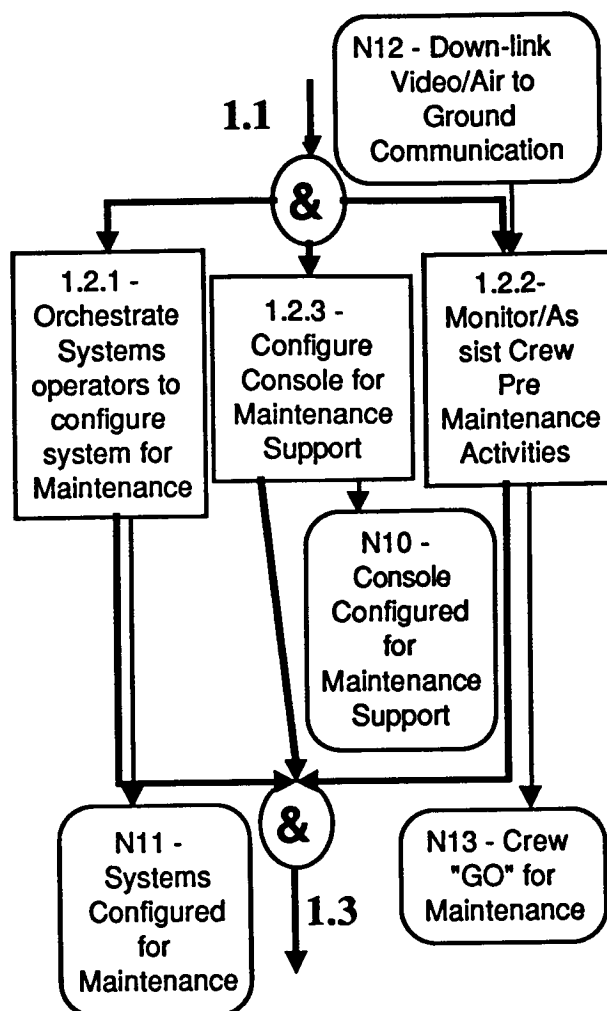 N12 - Down-link
Video/Air to
Ground
Communication
1.1
&
1.2.1 -
Orchestrate
Systems
operators to
configure
system for
Maintenance
1.2.3 -
Configure
Console for
Maintenance
Support
1.2.2-
Monitor/As
sist Crew
Pre
Maintenance
Activities
N10 -
Console
Configured
for
Maintenance
Support
&
N11 -
Systems
Configured
for
Maintenance
1.3
N13 - Crew
"GO" for
Maintenance